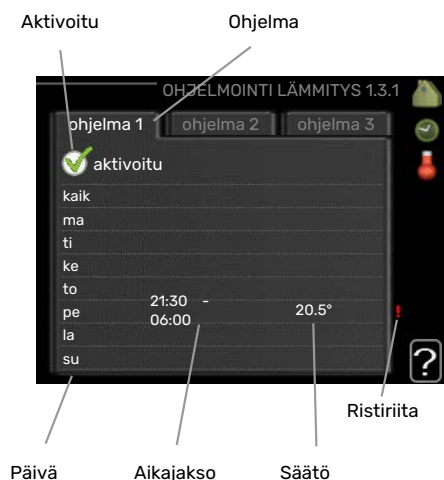 Aktivoitu Ohjelma
OHJELMOINTI LÄMMITYS 1.3.1
ohjelma 1 ohjelma 2 ohjelma 3
aktivoitu
kaik
ma
ti
ke
to
pe 21:30 - 06:00 20.5° !
la
su
?
Ristiriita
Päivä Aikajakso Säätö